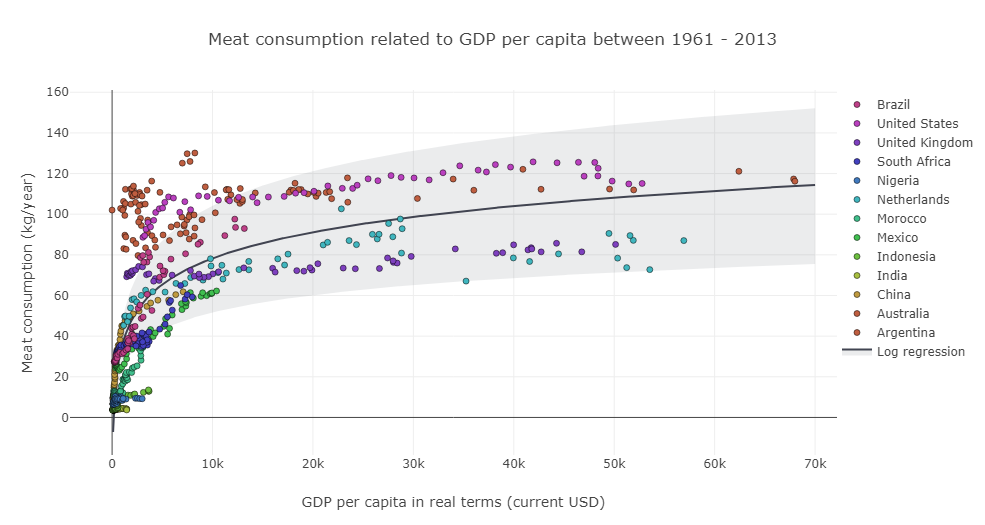 Meat consumption related to GDP per capita between 1961 - 2013
Meat consumption (kg/year)
160
140
120
100
80
60
40
20
0
0
10k
20k
30k
40k
50k
60k
70k
GDP per capita in real terms (current USD)
Brazil
United States
United Kingdom
South Africa
Nigeria
Netherlands
Morocco
Mexico
Indonesia
India
China
Australia
Argentina
Log regression